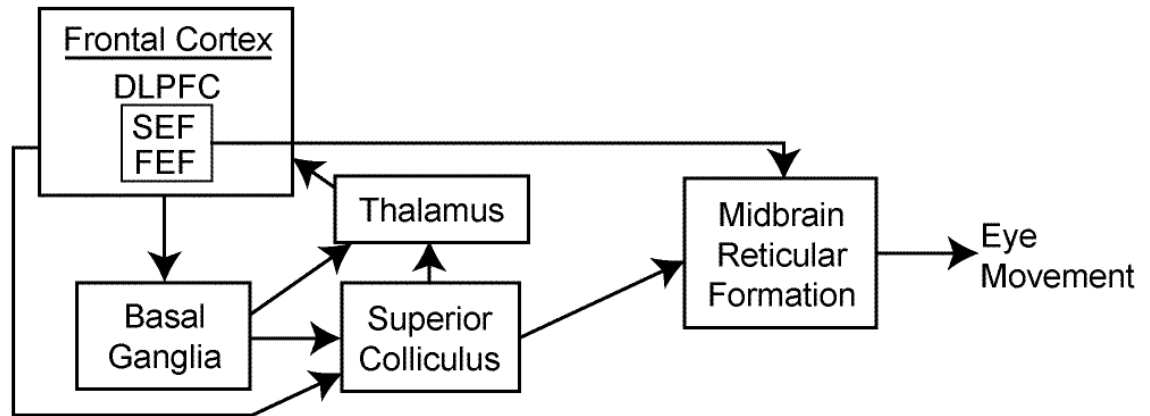 Frontal Cortex
DLPFC
SEF
FEF
Thalamus
Basal
Ganglia
Superior
Colliculus
Midbrain
Reticular
Formation
Eye
Movement